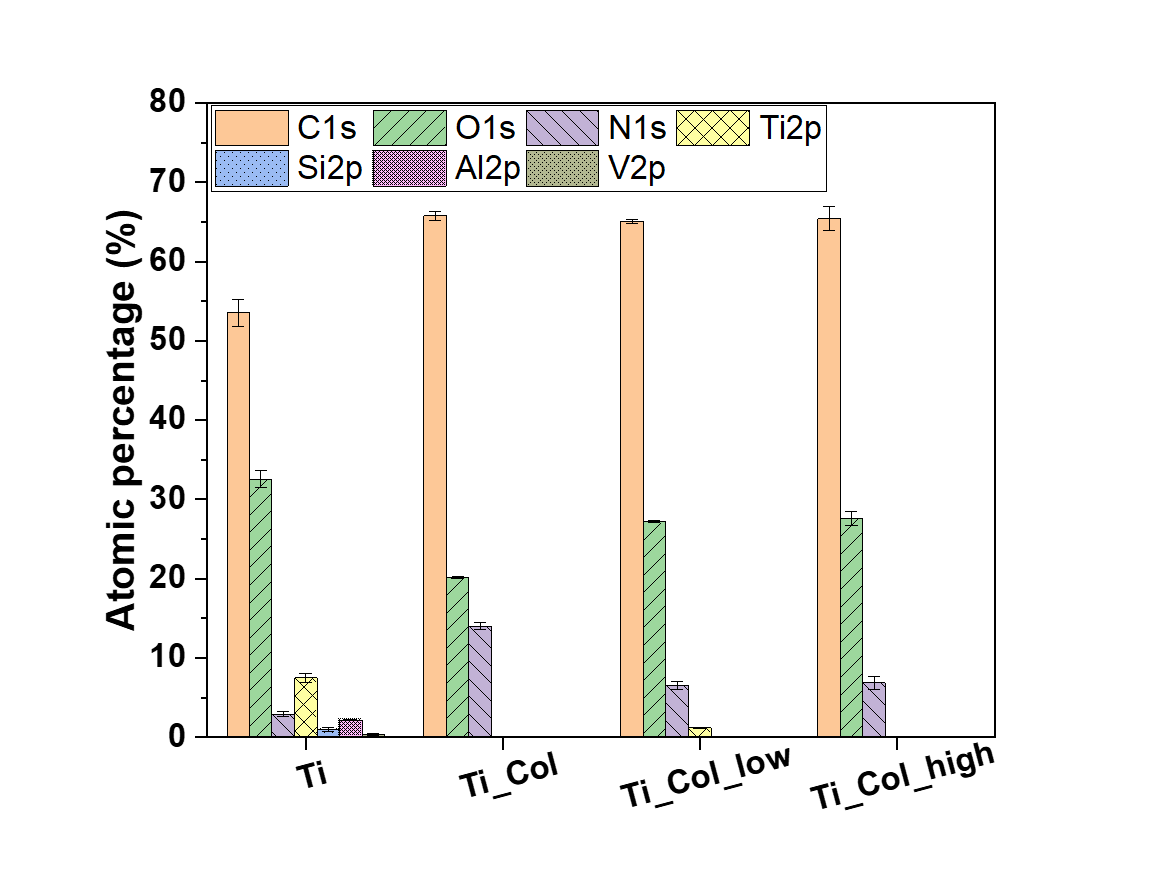 80
70
60
50
40
30
20
10
0
Atomic percentage (%)
C1s O1s N1s Ti2p
Si2p Al2p V2p
Ti Ti_Col Ti_Col_low Ti_Col_high